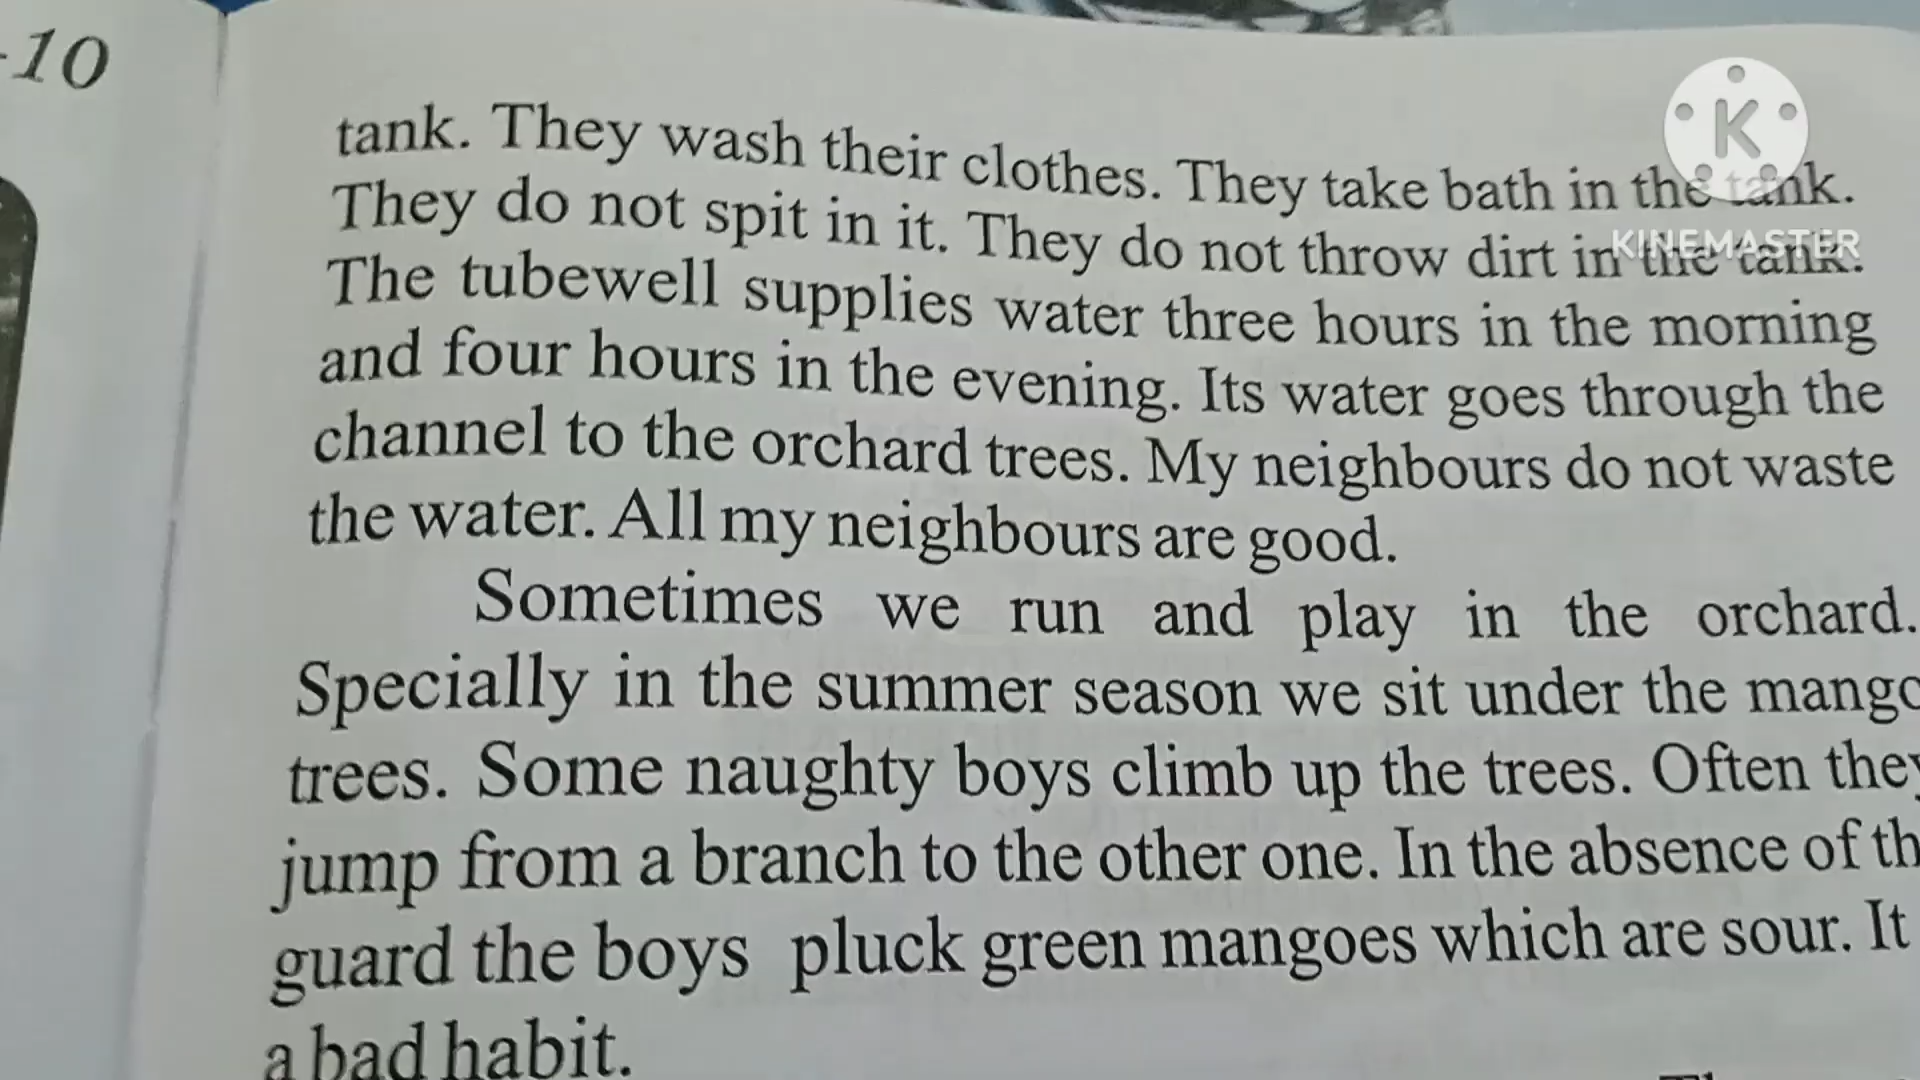 -10
tank. They wash their clothes. They take bath in the tank.
They do not spit in it. They do not throw dirt in the tank.
The tubewell supplies water three hours in the morning
and four hours in the evening. Its water goes through the
channel to the orchard trees. My neighbours do not waste
the water. All my neighbours are good.
Sometimes we run and play in the orchard.
Specially in the summer season we sit under the mango
trees. Some naughty boys climb up the trees. Often they
jump from a branch to the other one. In the absence of th
guard the boys pluck green mangoes which are sour. It
a bad habit.
K
KINEMASTER